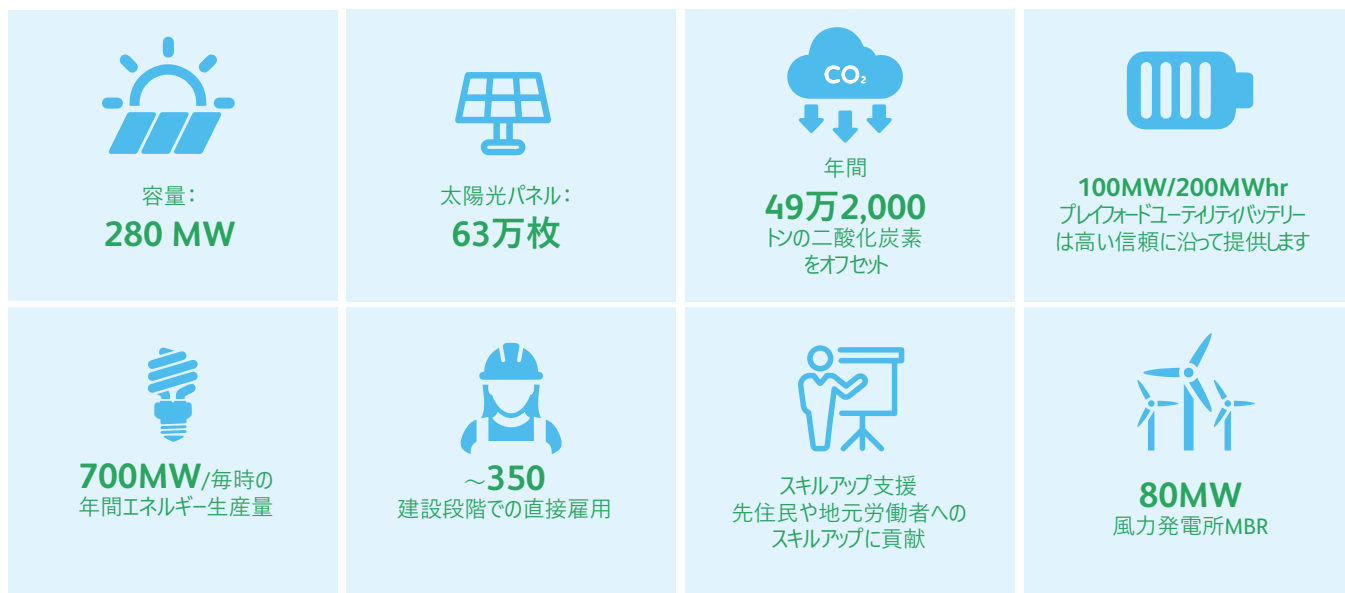 容量：
280 MW
太陽光パネル：
63万枚
CO₂
年間
49万2,000
トンの二酸化炭素
をオフセット
100MW/200MWhr
プレイフォードユーティリティバッテリー
は高い信頼に沿って提供します
700MW/毎時の
年間エネルギー生産量
～350
建設段階での直接雇用
スキルアップ支援
先住民や地元労働者への
スキルアップに貢献
80MW
風力発電所MBR